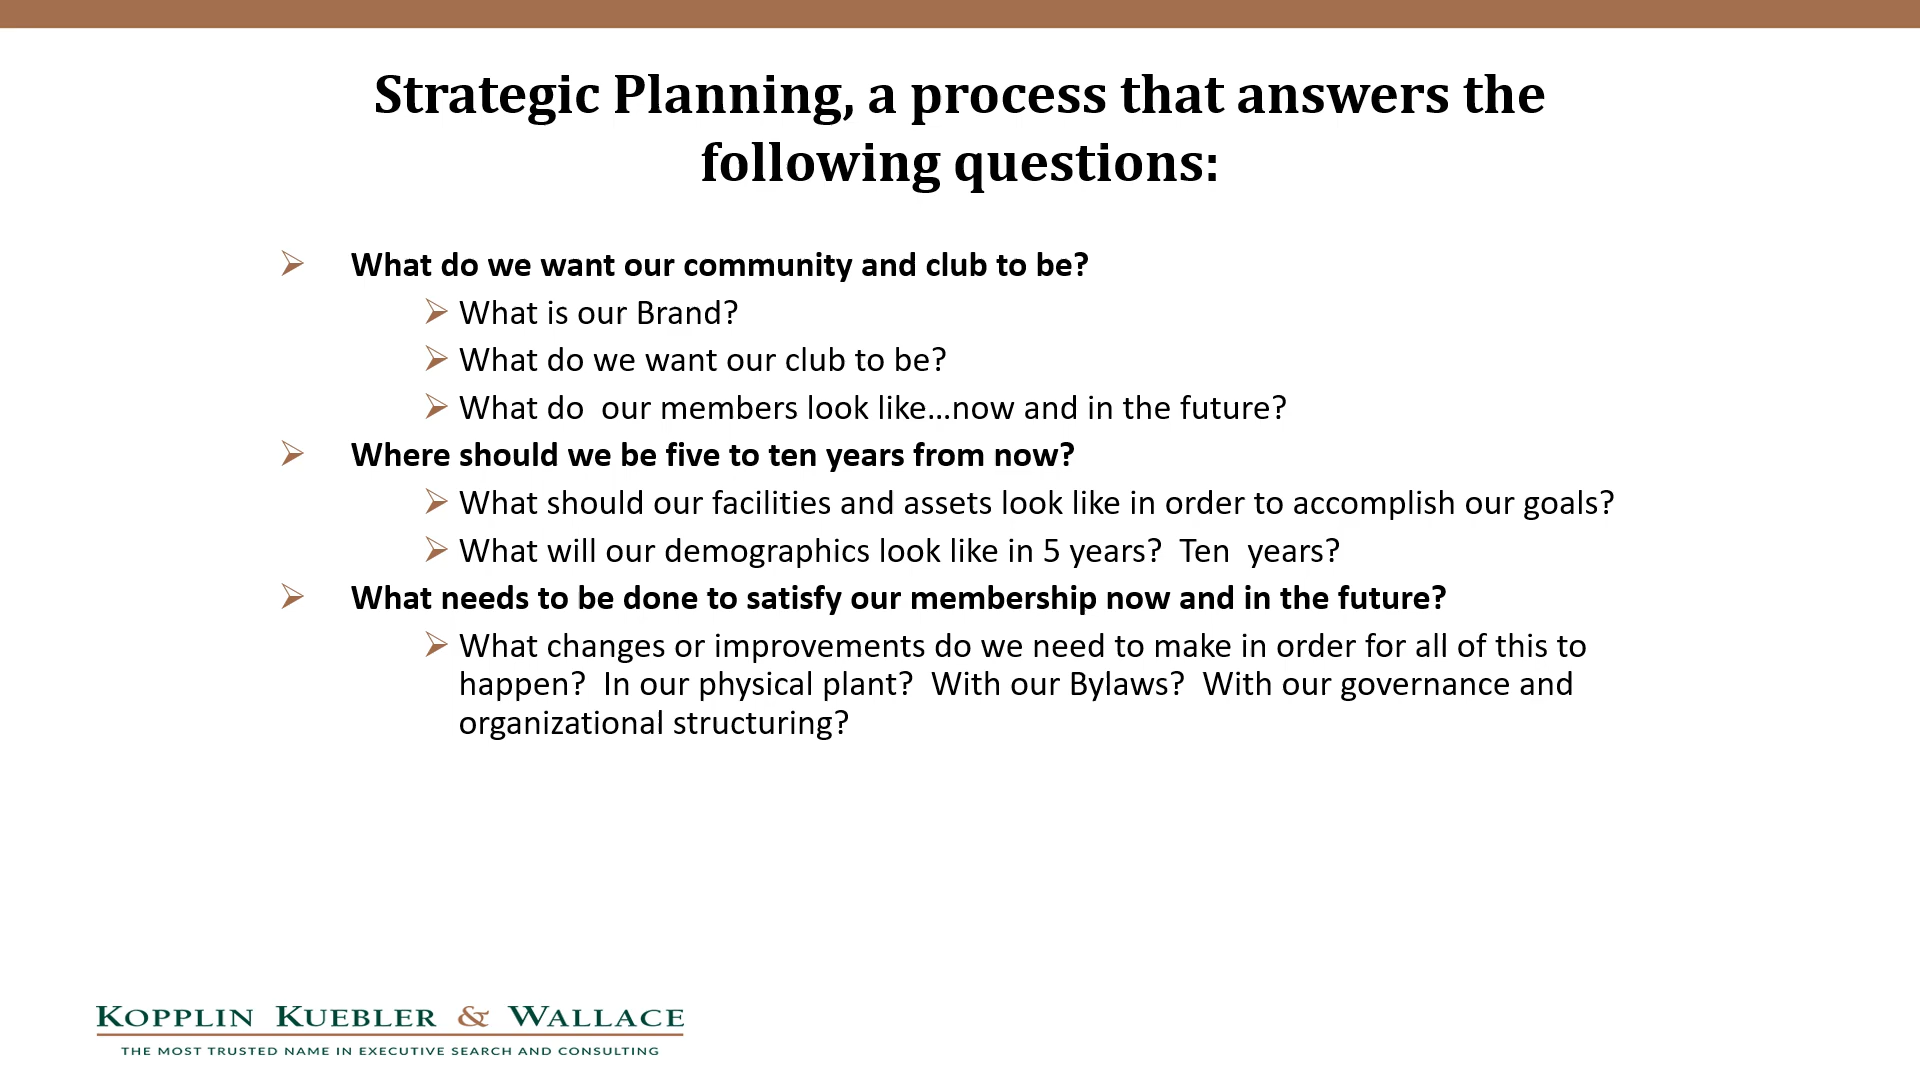 Strategic Planning, a process that answers the
following questions:
What do we want our community and club to be?
What is our Brand?
What do we want our club to be?
What do  our members look like...now and in the future?
Where should we be five to ten years from now?
What should our facilities and assets look like in order to accomplish our goals?
What will our demographics look like in 5 years?  Ten  years?
What needs to be done to satisfy our membership now and in the future?
What changes or improvements do we need to make in order for all of this to
happen?  In our physical plant?  With our Bylaws?  With our governance and
organizational structuring?
KOPPLIN KUEBLER & WALLACE
THE MOST TRUSTED NAME IN EXECUTIVE SEARCH AND CONSULTING